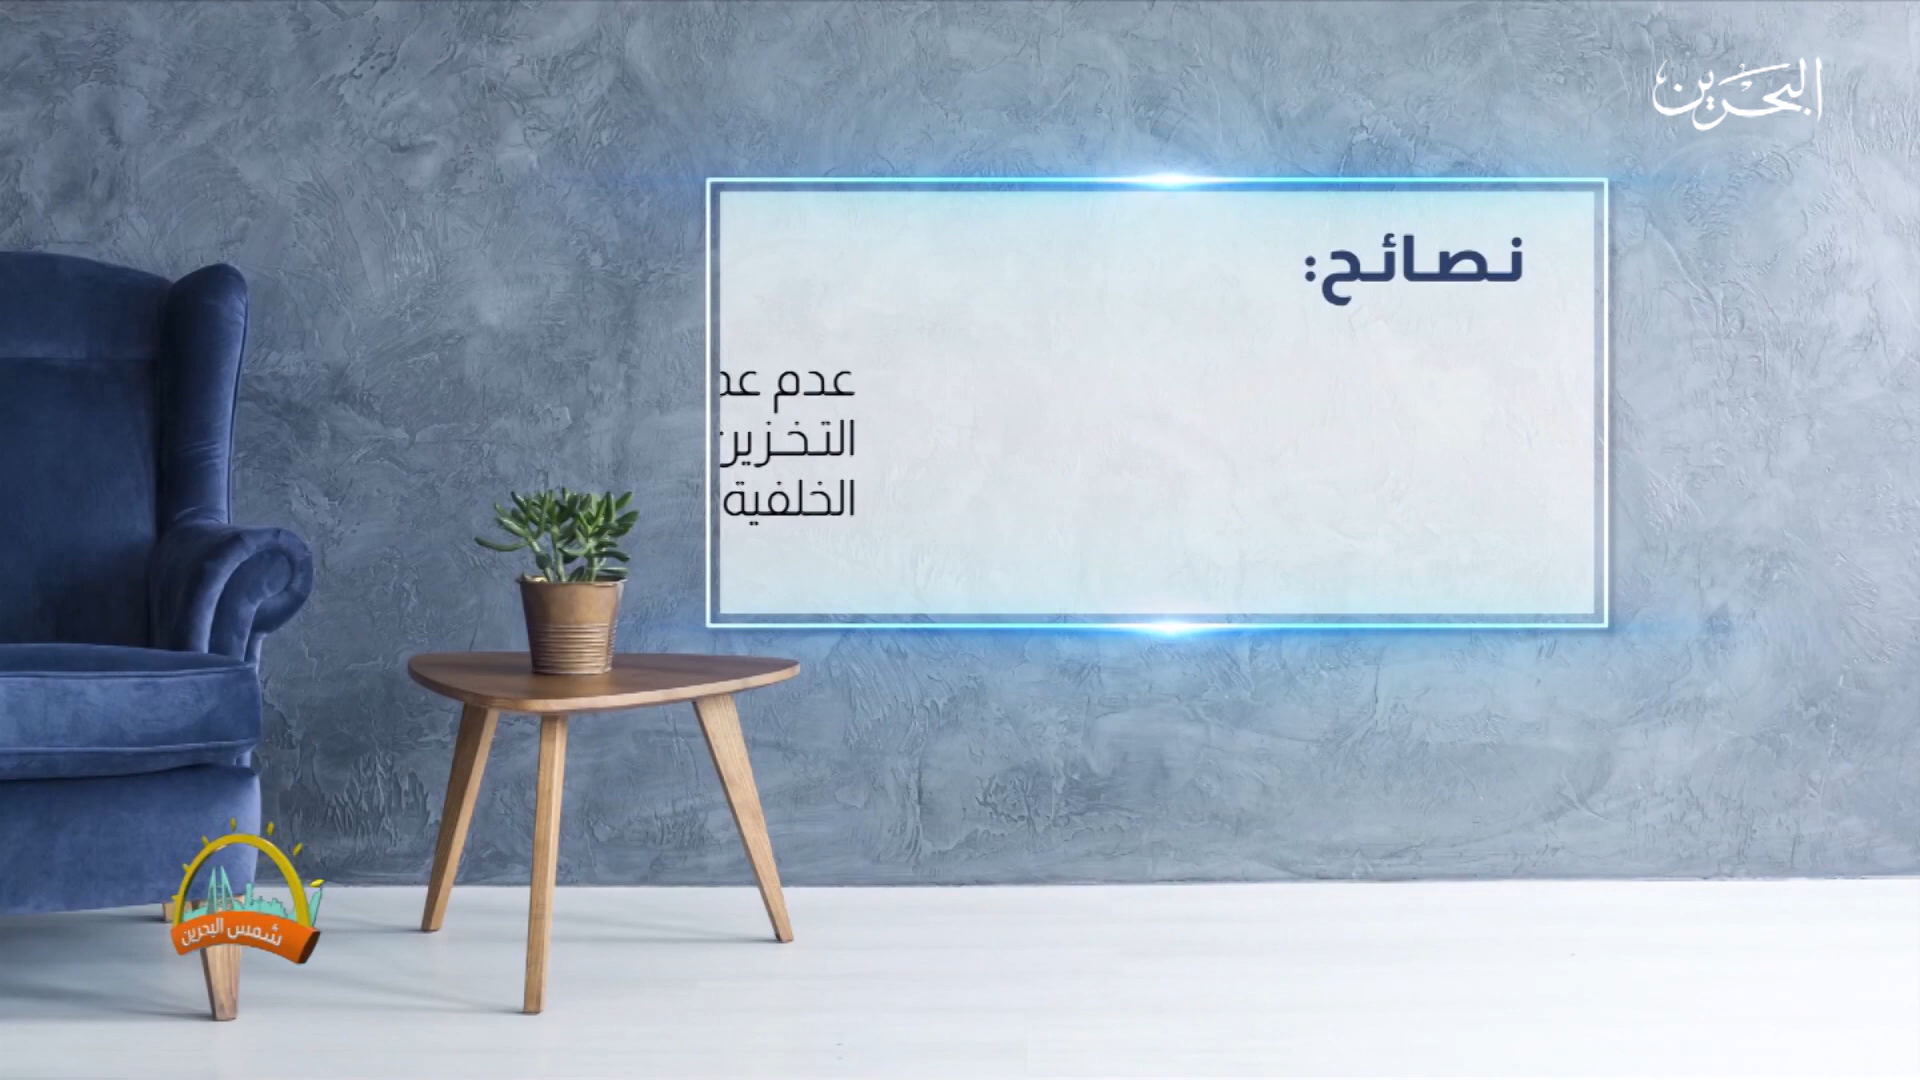 البحرين
نصائح:
عدم
التخزين
الخلفية
شمس البحرين